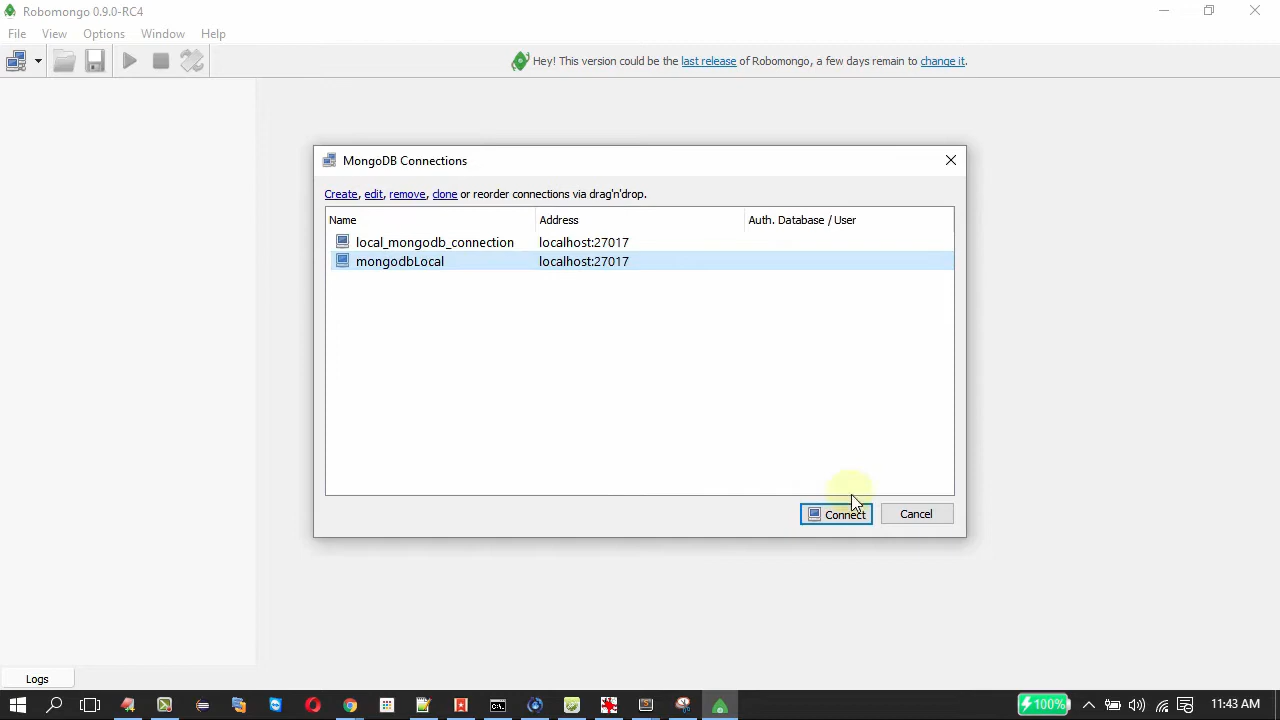 Robomongo 0.9.0-RC4
File View Options Window Help
Hey! This version could be the last release of Robomongo, a few days remain to change it.
MongoDB Connections
Create, edit, remove, clone or reorder connections via drag'n'drop.
Name Address Auth. Database / User
local_mongodb_connection localhost:27017
mongodbLocal localhost:27017
Connect Cancel
Logs
100% 11:43 AM